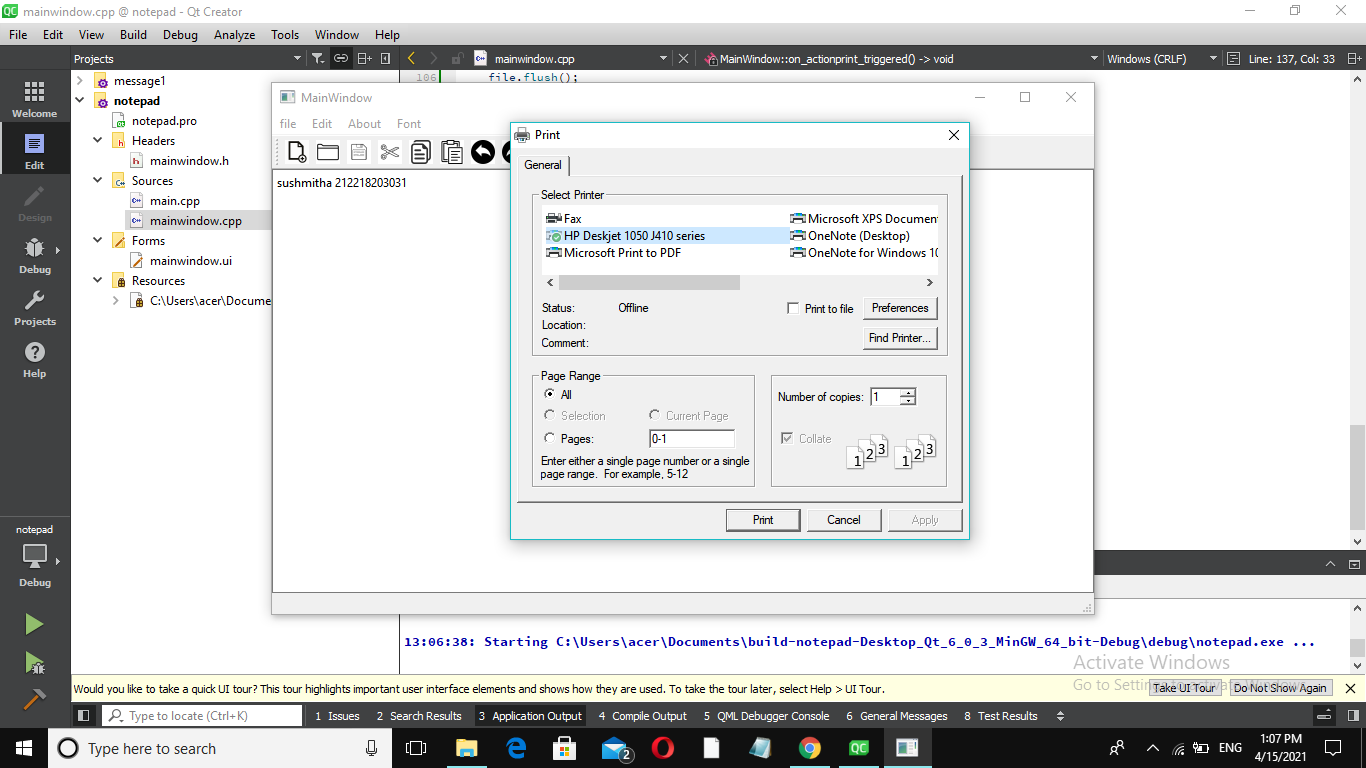 mainwindow.cpp @ notepad - Qt Creator
File Edit View Build Debug Analyze Tools Window Help
Projects
mainwindow.cpp
MainWindow::on_actionprint_triggered() -> void
Windows (CRLF)
Line: 137, Col: 33
106 file.flush();
Welcome
Edit
Design
Debug
Projects
Help
notepad
Debug
message1
notepad
notepad.pro
Headers
mainwindow.h
Sources
main.cpp
mainwindow.cpp
Forms
mainwindow.ui
Resources
C:\Users\acer\Docume
MainWindow
file Edit About Font
sushmitha 212218203031
Print
General
Select Printer
Fax
HP Deskjet 1050 J410 series
Microsoft Print to PDF
Microsoft XPS Documen
OneNote (Desktop)
OneNote for Windows 10
Status: Offline
Location:
Comment:
Print to file
Preferences
Find Printer...
Page Range
All
Selection
Current Page
Pages: 0-1
Enter either a single page number or a single
page range. For example, 5-12
Number of copies: 1
Collate
1 2 3 1 2 3
Print Cancel Apply
13:06:38: Starting C:\Users\acer\Documents\build-notepad-Desktop_Qt_6_0_3_MinGW_64_bit-Debug\debug\notepad.exe ...
Activate Windows
Would you like to take a quick UI tour? This tour highlights important user interface elements and shows how they are used. To take the tour later, select Help > UI Tour.
Take UI Tour
Do Not Show Again
Type to locate (Ctrl+K)
1 Issues 2 Search Results 3 Application Output 4 Compile Output 5 QML Debugger Console 6 General Messages 8 Test Results
Type here to search
2
QC
ENG
1:07 PM
4/15/2021